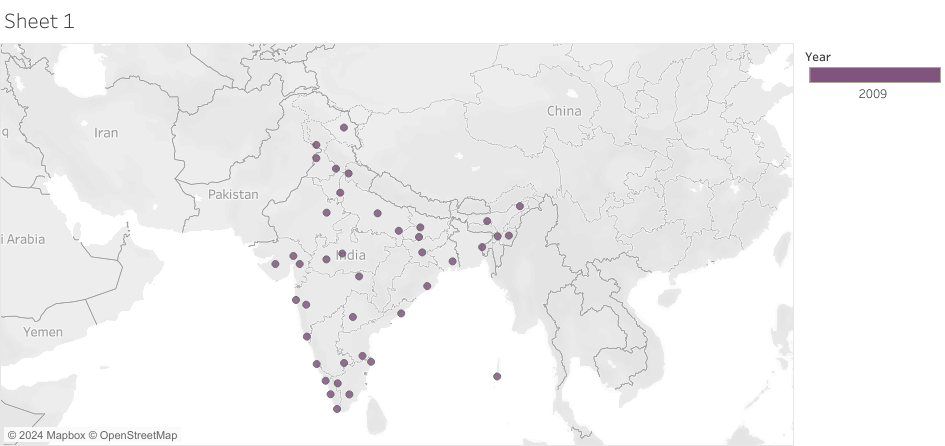 Sheet 1
Year
2009
China
Iran
q
Pakistan
i Arabia
India
Yemen
© 2024 Mapbox © OpenStreetMap